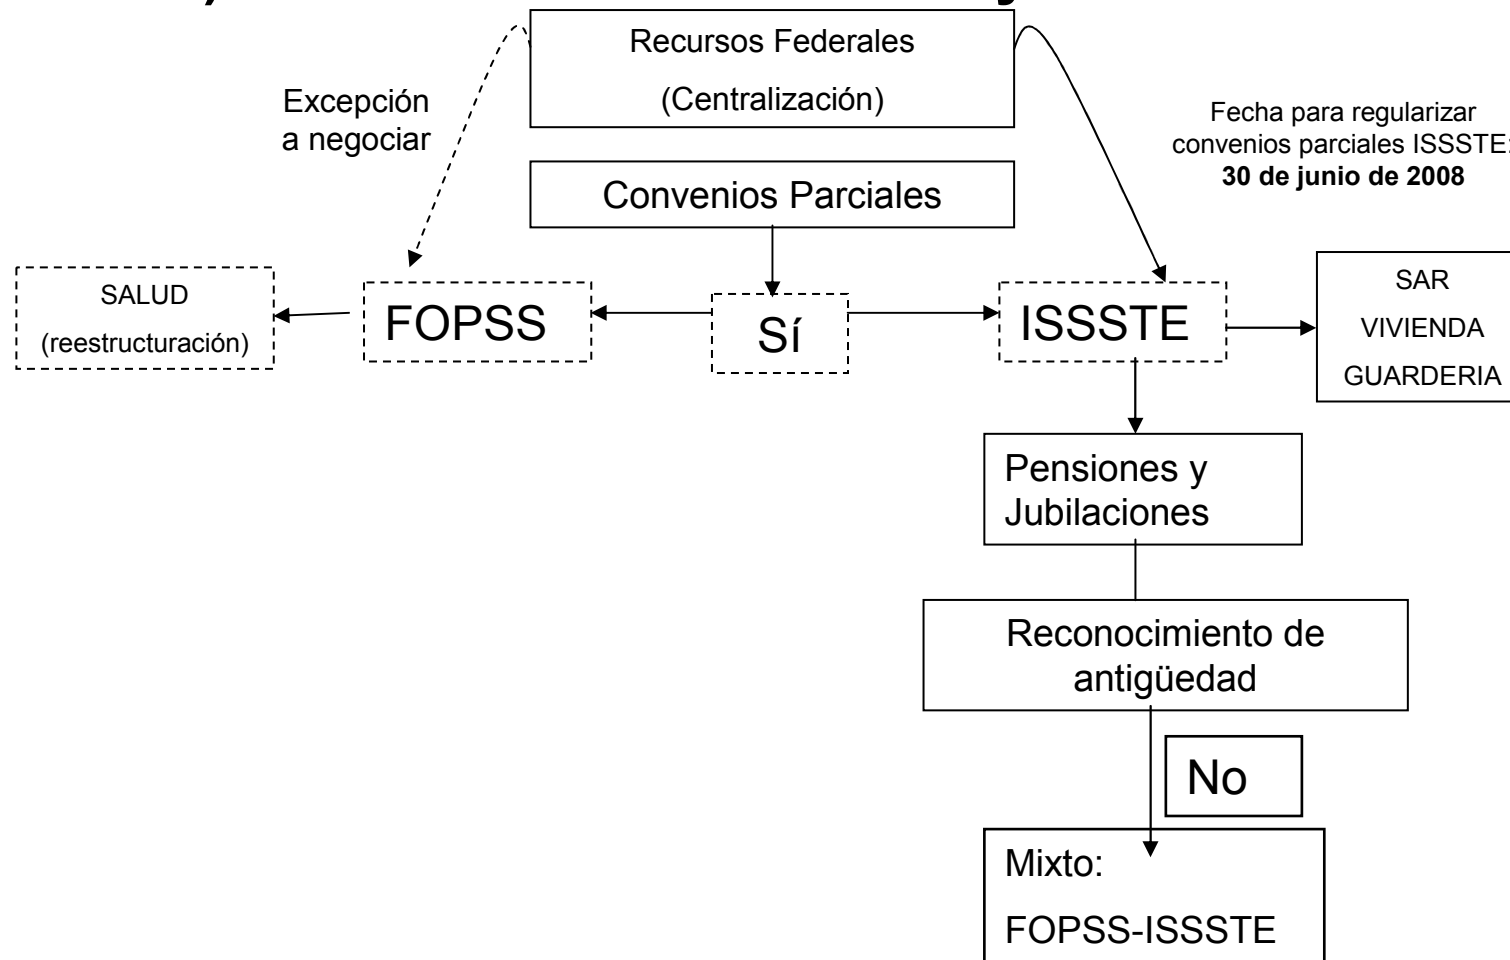 Recursos Federales
(Centralización)
Excepción
a negociar
Fecha para regularizar
convenios parciales ISSSTE:
30 de junio de 2008
Convenios Parciales
SALUD
(reestructuración)
FOPSS
Sí
ISSSTE
SAR
VIVIENDA
GUARDERIA
Pensiones y
Jubilaciones
Reconocimiento de
antigüedad
No
Mixto:
FOPSS-ISSSTE